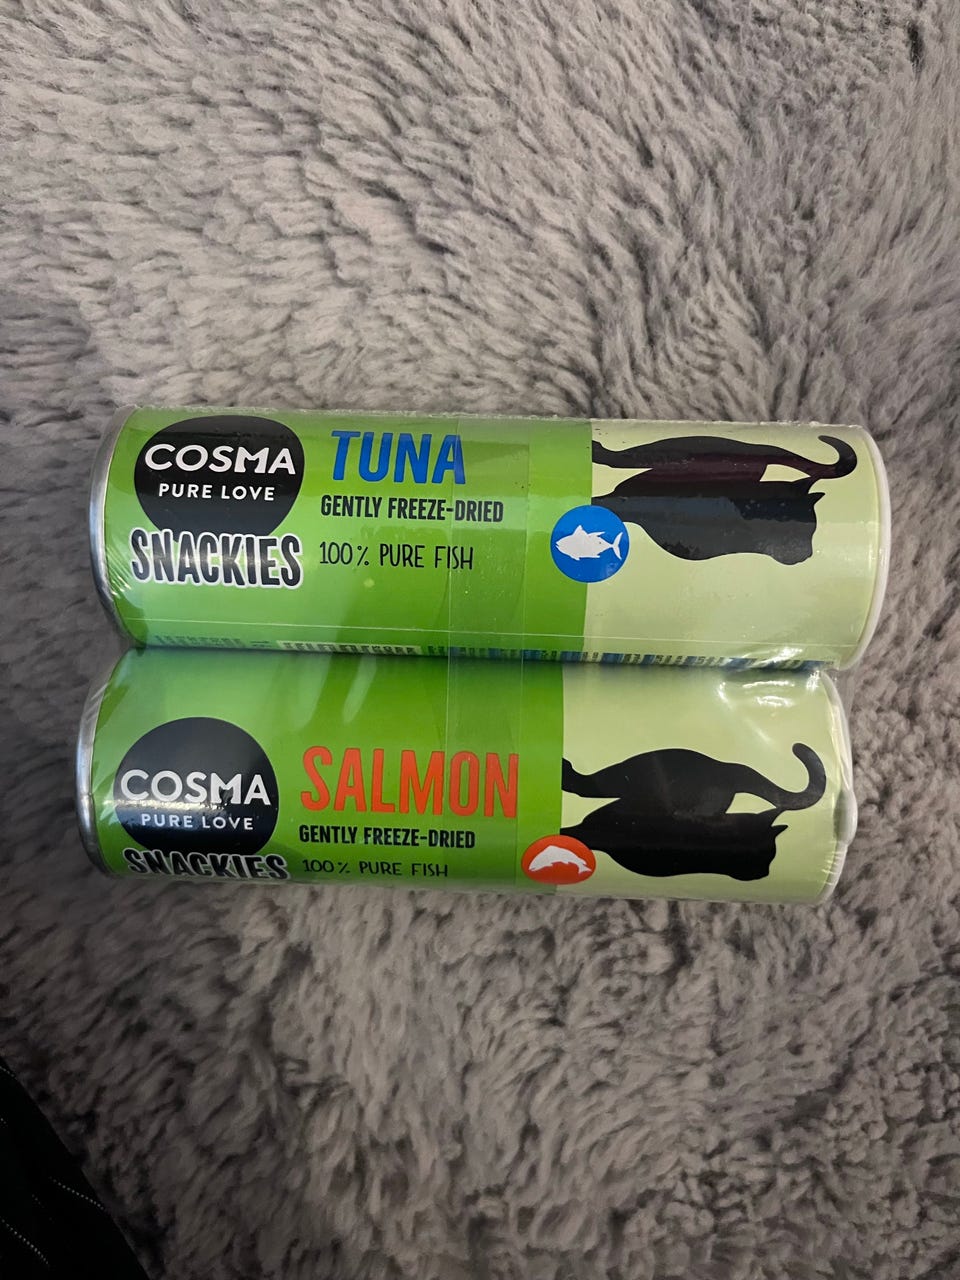 COSMA
PURE LOVE
SNACKIES
TUNA
GENTLY FREEZE-DRIED
100% PURE FISH
COSMA
PURE LOVE
SNACKIES
SALMON
GENTLY FREEZE-DRIED
100% PURE FISH